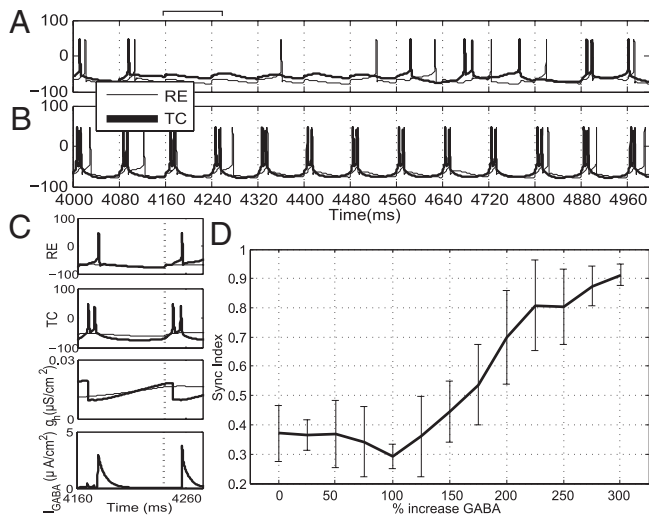 A
100
0
−100
RE
TC
B
100
0
−100
4000 4080 4160 4240 4320 4400 4480 4560 4640 4720 4800 4880 4960
Time(ms)
C
100
0
−100
RE
100
0
−100
TC
0.03
0
g_h(μS/cm²)
5
0
I_GABA (μ A/cm²)
4160 4260
Time (ms)
D
1
0.9
0.8
0.7
0.6
0.5
0.4
0.3
0.2
Sync Index
0 50 100 150 200 250 300
% increase GABA